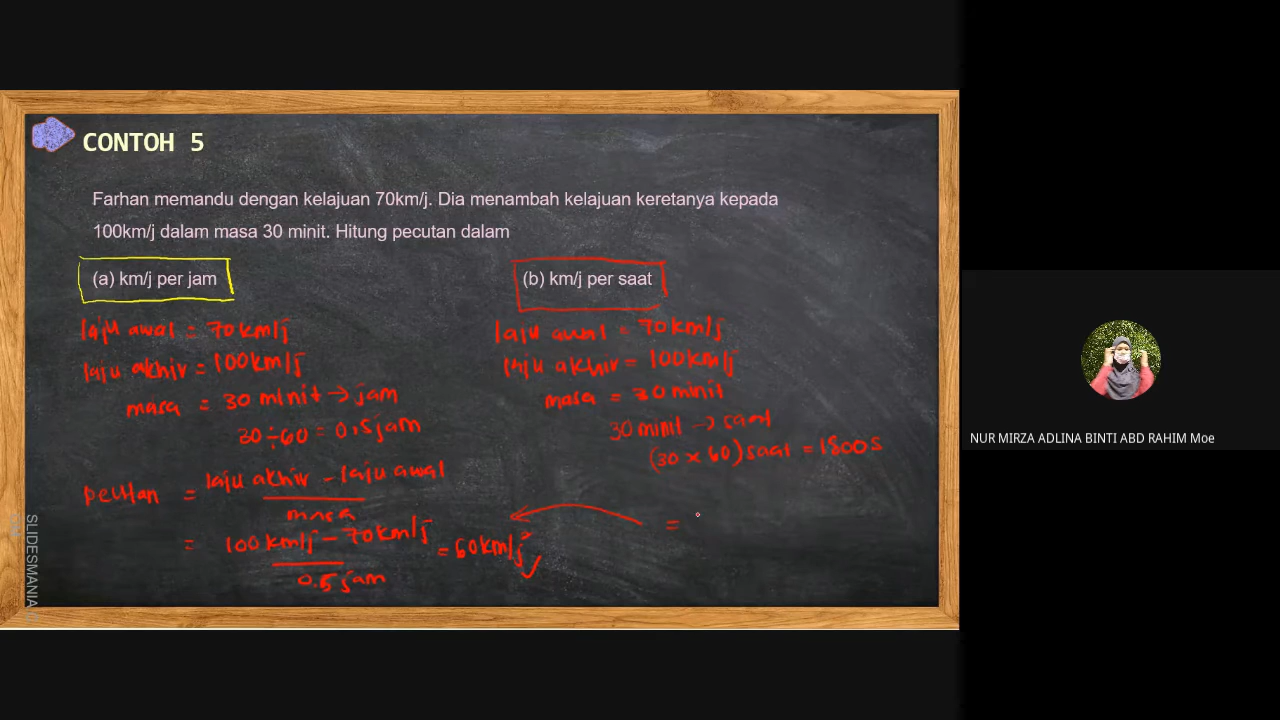 CONTOH 5
Farhan memandu dengan kelajuan 70km/j. Dia menambah kelajuan keretanya kepada
100km/j dalam masa 30 minit. Hitung pecutan dalam
(a) km/j per jam
laju awal = 70km/j
laju akhir = 100km/j
masa = 30 minit → jam
30÷60 = 0.5jam
pecutan = laju akhir - laju awal
masa
= 100km/j - 70km/j
0.5jam
= 60km/j²
(b) km/j per saat
laju awal = 70km/j
laju akhir = 100km/j
masa = 30 minit
30 minit → saat
(30 × 60) saat = 1800s
=
SLIDESMANIA
NUR MIRZA ADLINA BINTI ABD RAHIM Moe